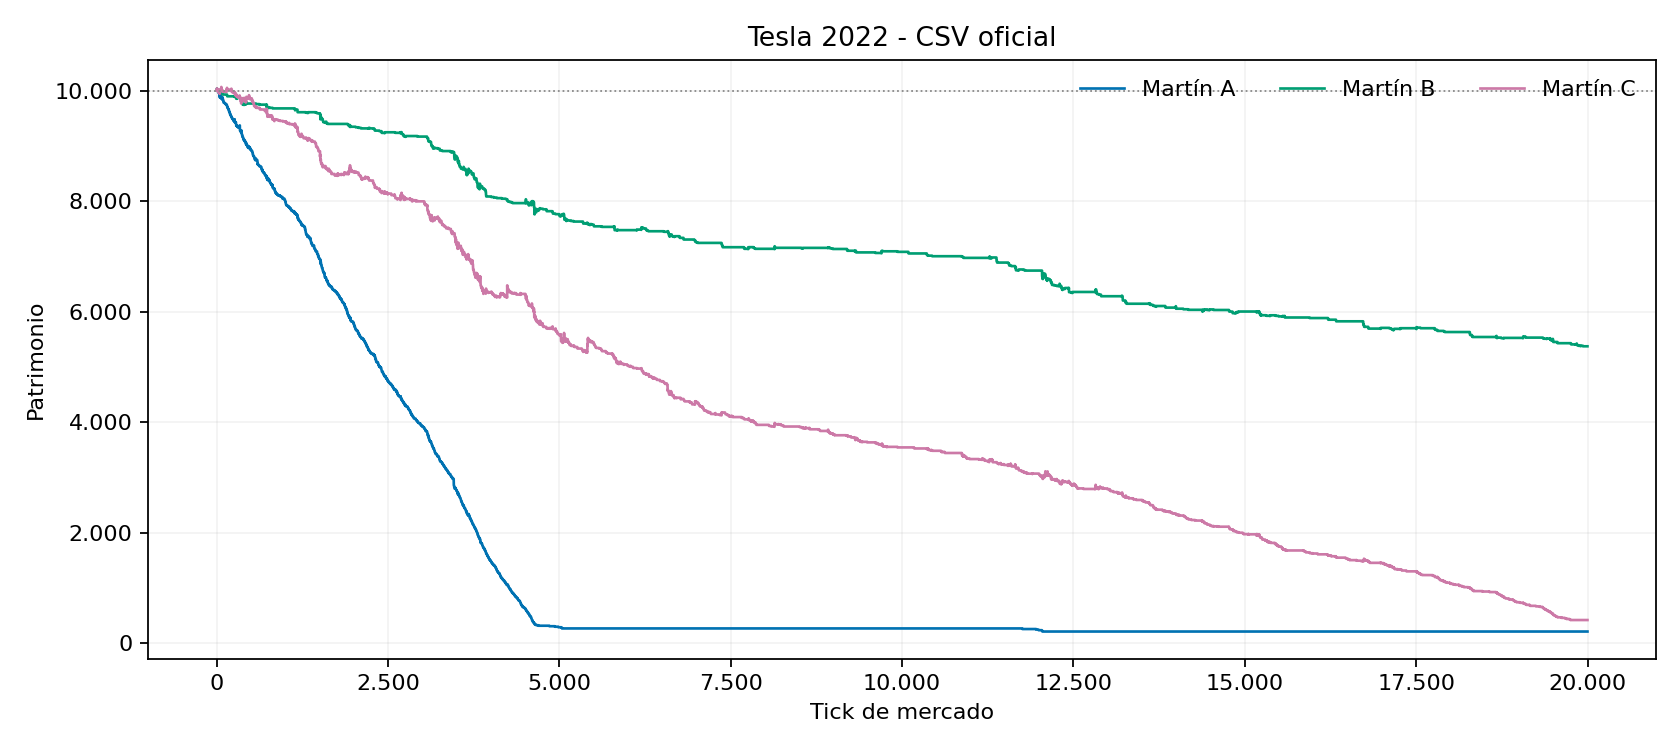 Tesla 2022 - CSV oficial
Martín A Martín B Martín C
10.000
8.000
6.000
4.000
2.000
0
Patrimonio
0 2.500 5.000 7.500 10.000 12.500 15.000 17.500 20.000
Tick de mercado